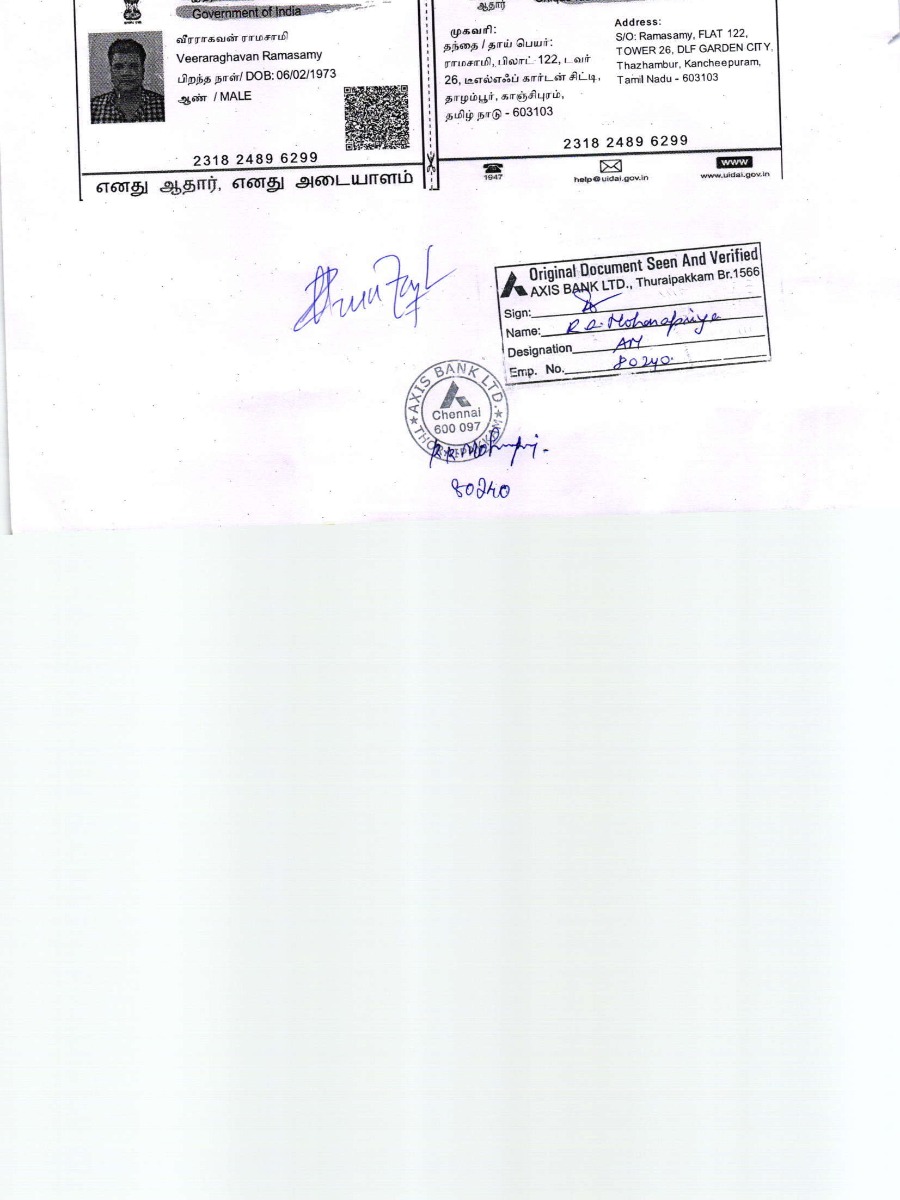 Government of India
வீரராகவன் ராமசாமி
Veeraraghavan Ramasamy
பிறந்த நாள்/ DOB: 06/02/1973
ஆண் / MALE
2318 2489 6299
எனது ஆதார், எனது அடையாளம்
ஆதார்
முகவரி:
தந்தை / தாய் பெயர்:
ராமசாமி, பிலாட் 122, டவர்
26, டீஎல்எஃப் கார்டன் சிட்டி,
தாழம்பூர், காஞ்சிபுரம்,
தமிழ் நாடு - 603103
Address:
S/O: Ramasamy, FLAT 122,
TOWER 26, DLF GARDEN CITY,
Thazhambur, Kancheepuram,
Tamil Nadu - 603103
2318 2489 6299
1947
help@uidai.gov.in
WWW
www.uidai.gov.in
Original Document Seen And Verified
AXIS BANK LTD., Thuraipakkam Br.1566
Sign:
Name: R R Mohanapriya
Designation AM
Emp. No. 80240
AXIS BANK LTD.
Chennai
600 097
80240